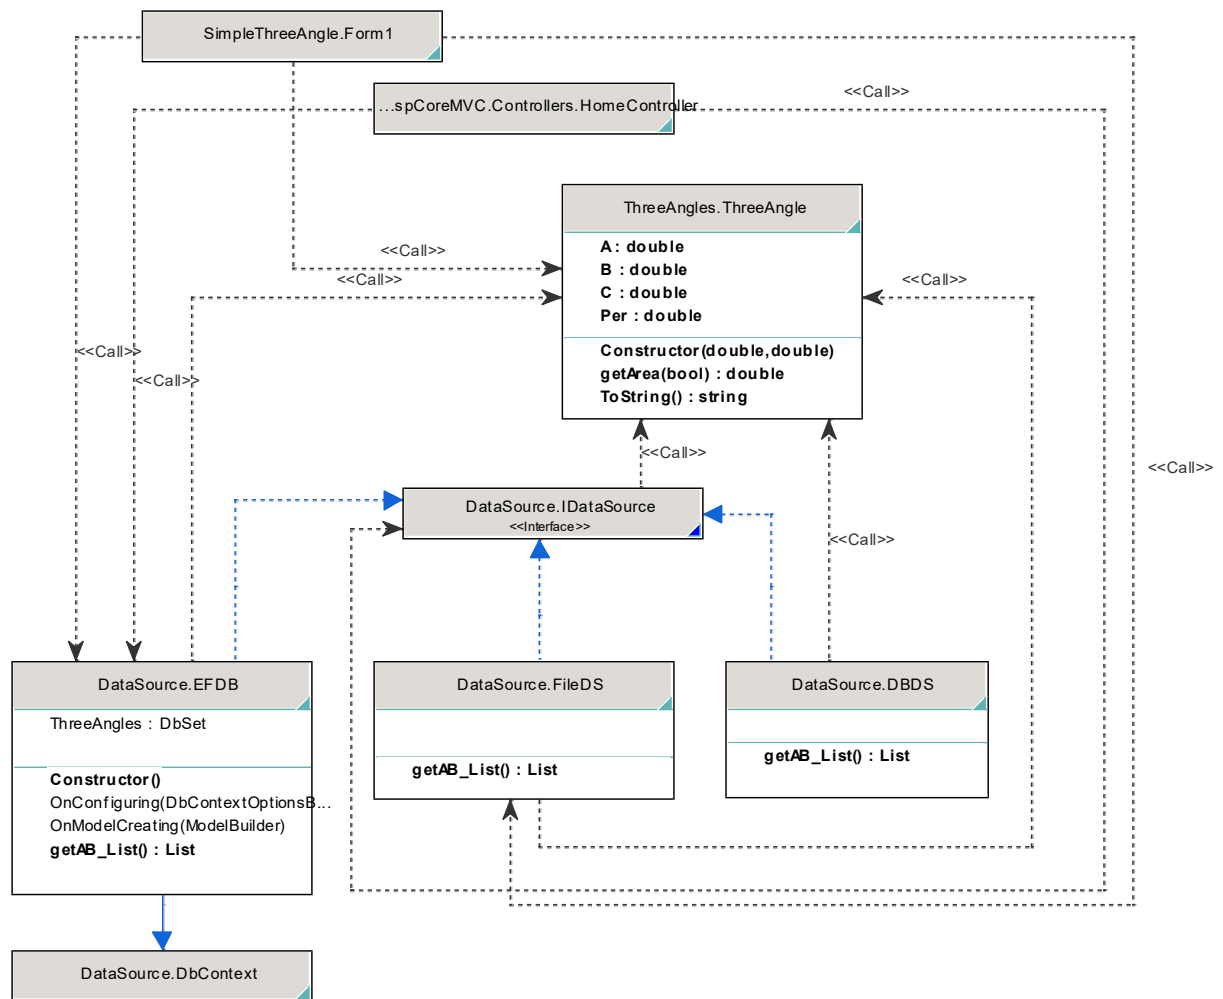 SimpleThreeAngle.Form1
<<Call>>
...spCoreMVC.Controllers.HomeController
ThreeAngles.ThreeAngle
A : double
B : double
C : double
Per : double
Constructor(double,double)
getArea(bool) : double
ToString() : string
<<Call>>
<<Call>>
<<Call>>
<<Call>>
<<Call>>
<<Call>>
<<Call>>
DataSource.IDataSource
<<Interface>>
<<Call>>
DataSource.EFDB
ThreeAngles : DbSet
Constructor()
OnConfiguring(DbContextOptionsB...
OnModelCreating(ModelBuilder)
getAB_List() : List
DataSource.FileDS
getAB_List() : List
DataSource.DBDS
getAB_List() : List
DataSource.DbContext